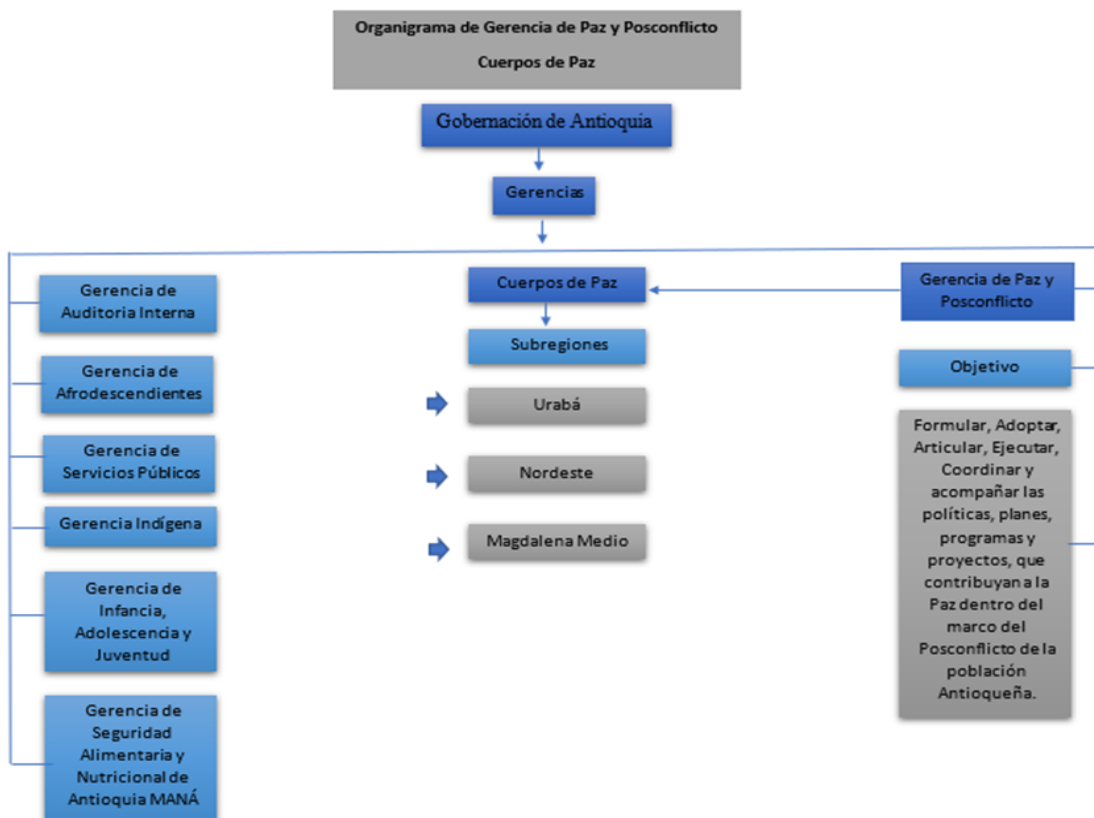 Organigrama de Gerencia de Paz y Posconflicto
Cuerpos de Paz
Gobernación de Antioquia
Gerencias
Gerencia de
Auditoria Interna
Gerencia de
Afrodescendientes
Gerencia de
Servicios Públicos
Gerencia Indígena
Gerencia de
Infancia,
Adolescencia y
Juventud
Gerencia de
Seguridad
Alimentaria y
Nutricional de
Antioquia MANÁ
Cuerpos de Paz
Subregiones
Urabá
Nordeste
Magdalena Medio
Gerencia de Paz y
Posconflicto
Objetivo
Formular, Adoptar,
Articular, Ejecutar,
Coordinar y
acompañar las
políticas, planes,
programas y
proyectos, que
contribuyan a la
Paz dentro del
marco del
Posconflicto de la
población
Antioqueña.